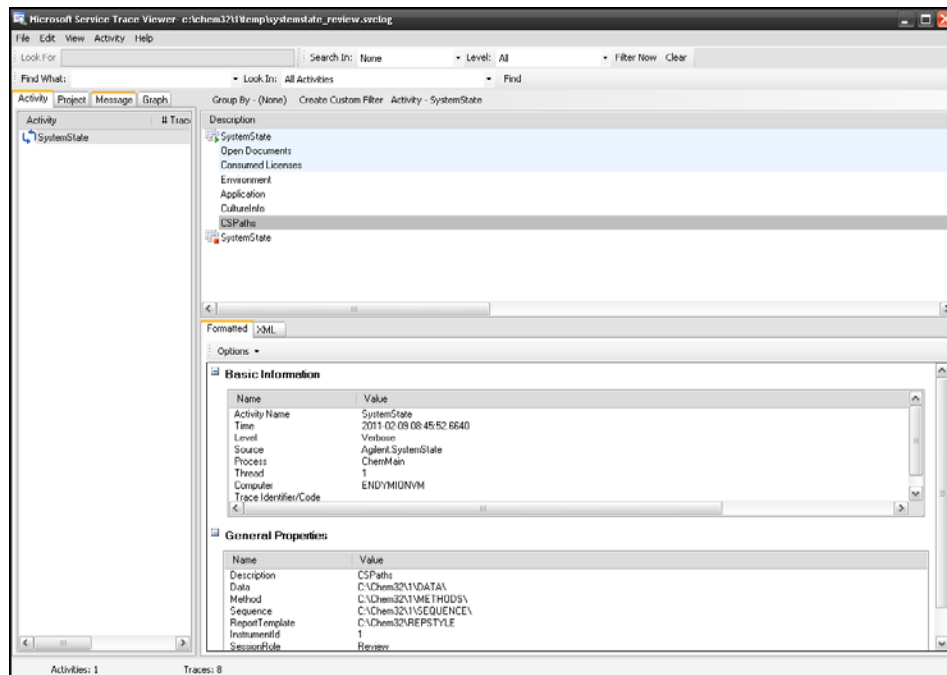 Microsoft Service Trace Viewer- c:\chem32\1\temp\systemstate_review.svclog
File Edit View Activity Help
Look For Search In: None Level: All Filter Now Clear
Find What: Look In: All Activities Find
Activity Project Message Graph Group By - (None) Create Custom Filter Activity - SystemState
Activity # Trac
SystemState
Description
SystemState
Open Documents
Consumed Licenses
Environment
Application
CultureInfo
CSPaths
SystemState
Formatted XML
Options
Basic Information
Name Value
Activity Name SystemState
Time 2011-02-09 08:45:52.6640
Level Verbose
Source Agilent.SystemState
Process ChemMain
Thread 1
Computer ENDYMIONVM
Trace Identifier/Code
General Properties
Name Value
Description CSPaths
Data C:\Chem32\1\DATA\
Method C:\Chem32\1\METHODS\
Sequence C:\Chem32\1\SEQUENCE\
ReportTemplate C:\Chem32\REPSTYLE
InstrumentId 1
SessionRole Review
Activities: 1 Traces: 8